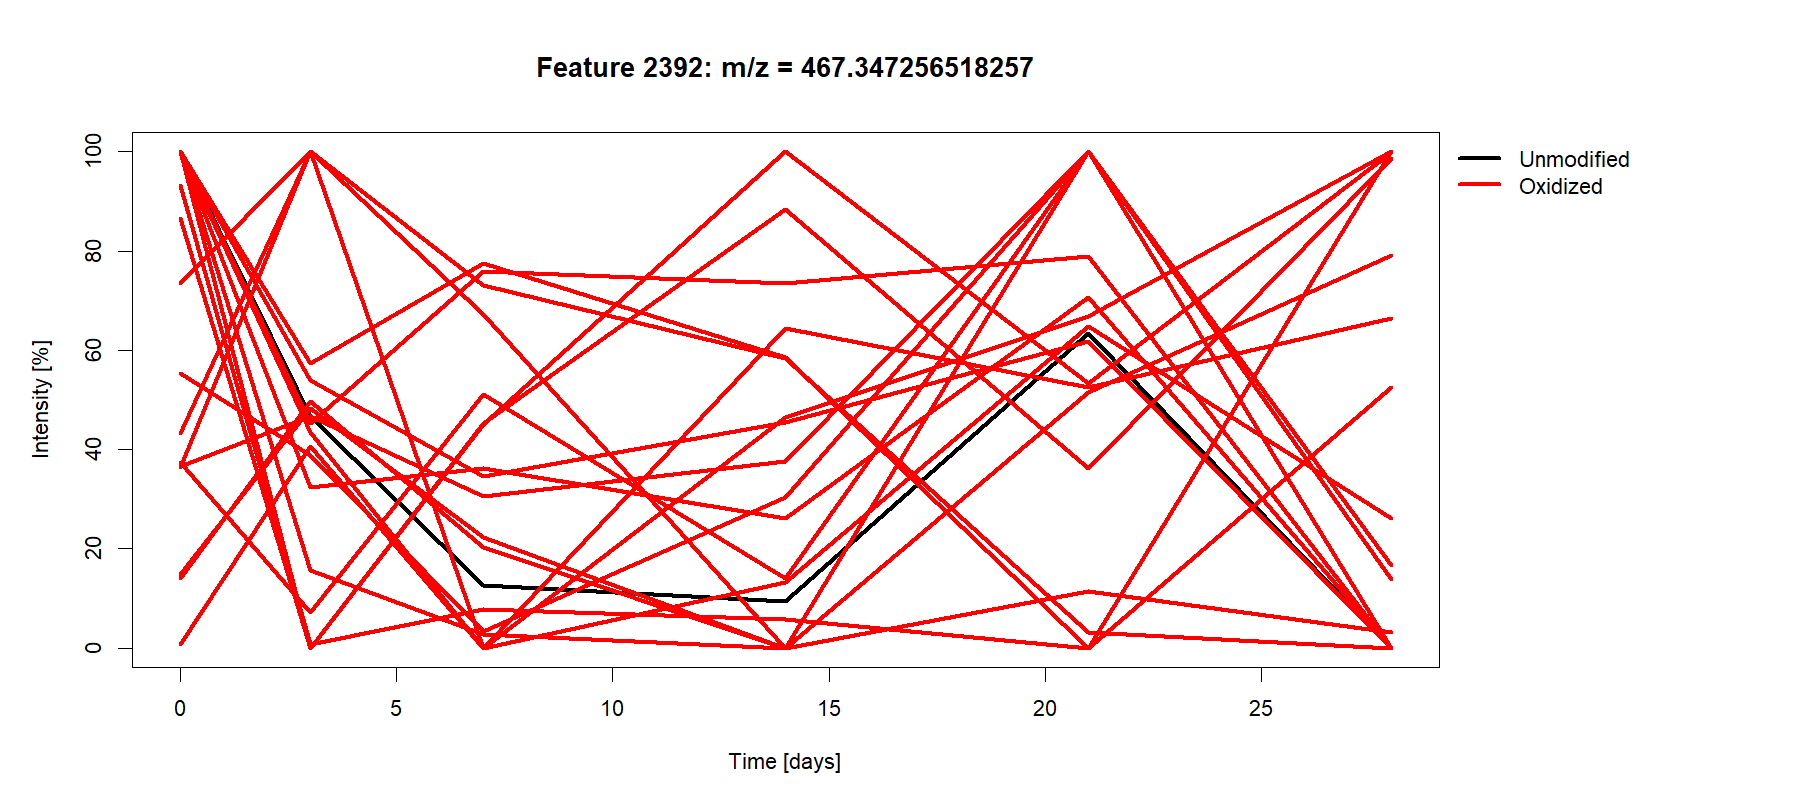 Feature 2392: m/z = 467.347256518257
Unmodified
Oxidized
Intensity [%]
100
80
60
40
20
0
0 5 10 15 20 25
Time [days]